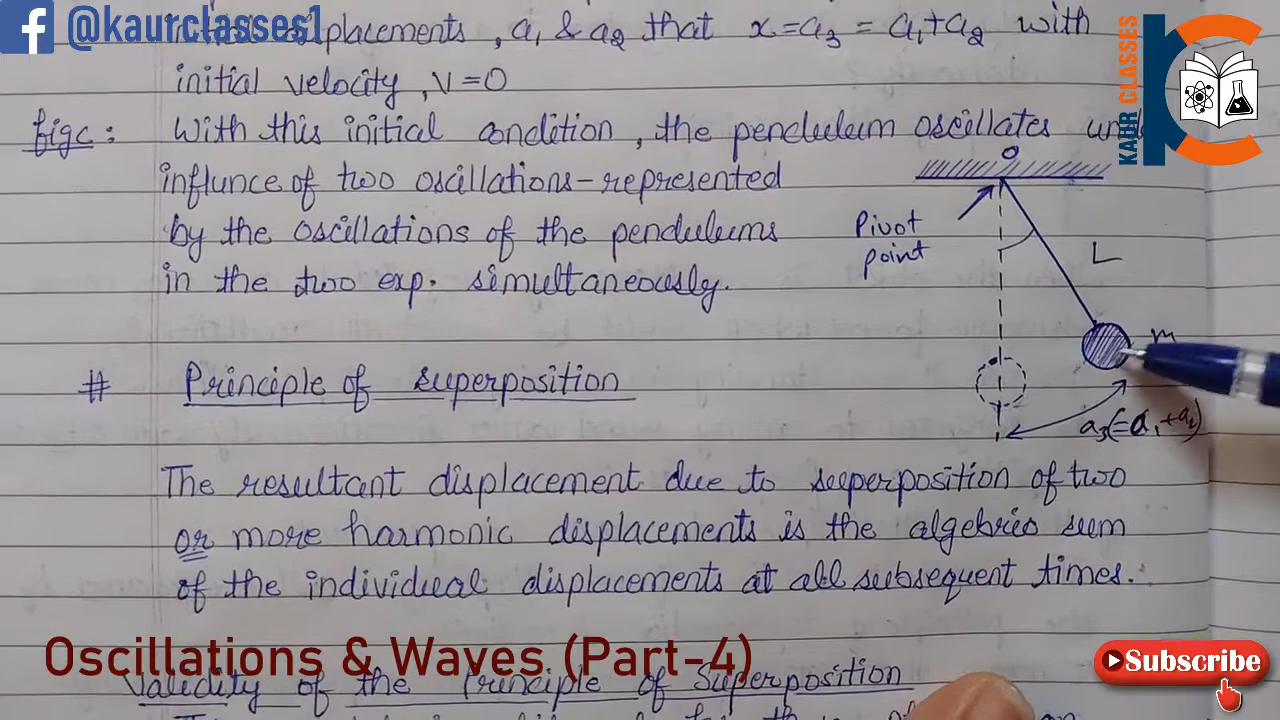 @kaurclasses1
displacements, a1 & a2 that x=a3 = a1+a2 with
initial velocity, v=0
figc: With this initial condition, the penduleum oscillates
influnce of two oscillations-represented
by the oscillations of the penduleums
in the two exp. simultaneously.
O
Pivot
point
L
m
a3(=a1+a2)
# Principle of superposition
The resultant displacement due to superposition of two
or more harmonic displacements is the algebric sum
of the individual displacements at all subsequent times.
Oscillations & Waves (Part-4)
Validity of the Principle of Superposition
KAUR CLASSES
Subscribe